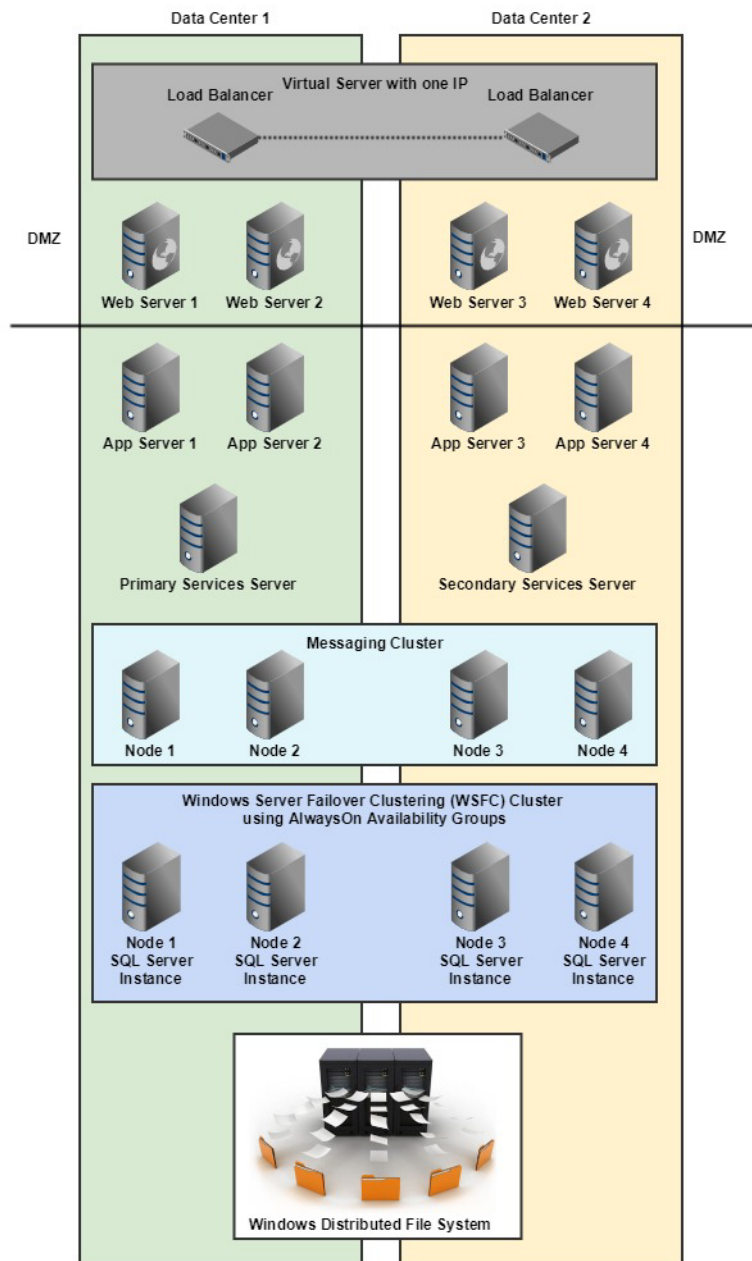 Data Center 1
Data Center 2
Virtual Server with one IP
Load Balancer
Load Balancer
DMZ
DMZ
Web Server 1
Web Server 2
Web Server 3
Web Server 4
App Server 1
App Server 2
App Server 3
App Server 4
Primary Services Server
Secondary Services Server
Messaging Cluster
Node 1
Node 2
Node 3
Node 4
Windows Server Failover Clustering (WSFC) Cluster
using AlwaysOn Availability Groups
Node 1
SQL Server
Instance
Node 2
SQL Server
Instance
Node 3
SQL Server
Instance
Node 4
SQL Server
Instance
Windows Distributed File System